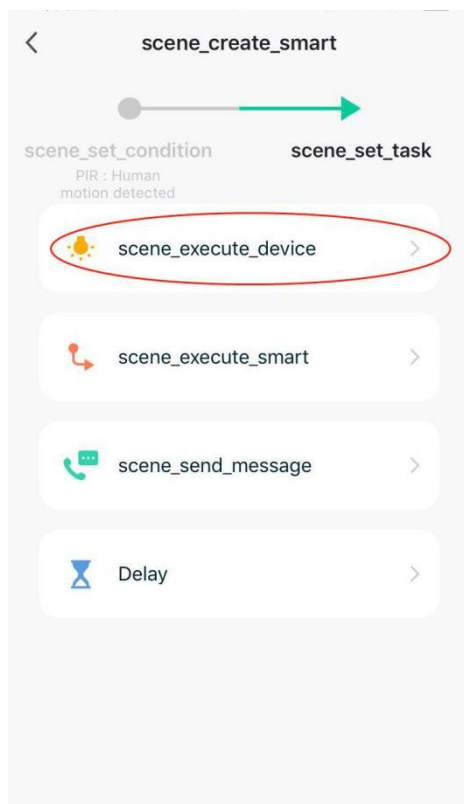 scene_create_smart
scene_set_condition
scene_set_task
PIR : Human
motion detected
scene_execute_device
scene_execute_smart
scene_send_message
Delay